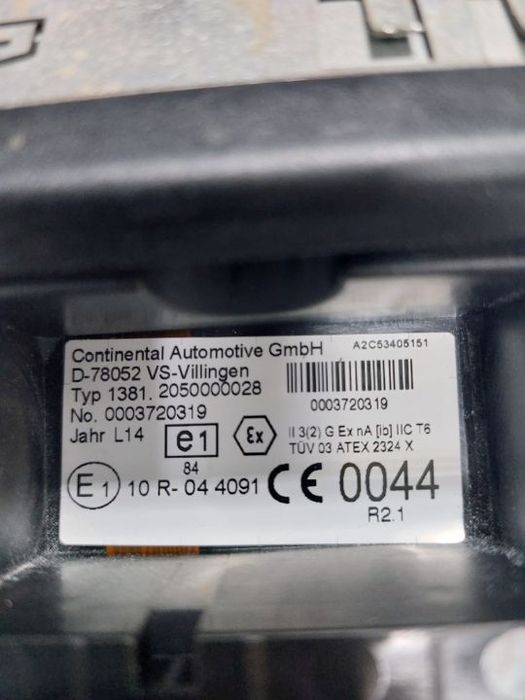 Continental Automotive GmbH A2C53405151
D-78052 VS-Villingen
Typ 1381. 2050000028
No. 0003720319 0003720319
Jahr L14 e1 Ex II 3(2) G Ex nA [ib] IIC T6
84 TÜV 03 ATEX 2324 X
E1 10 R- 04 4091 CE 0044
R2.1